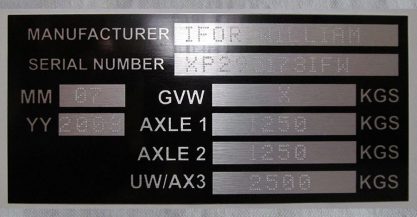 MANUFACTURER IFOR WILLIAM
SERIAL NUMBER
MM 07 GVW X KGS
YY AXLE 1 1250 KGS
AXLE 2 1250 KGS
UW/AX3 2500 KGS